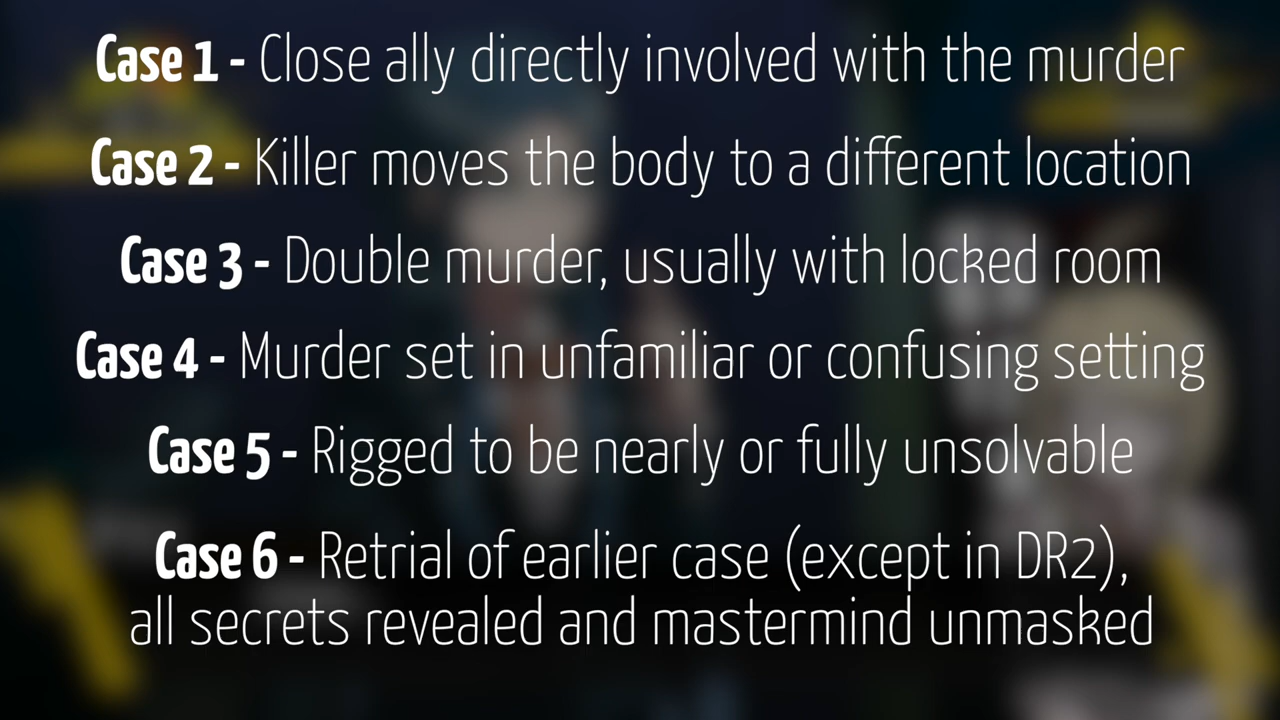 Case 1 - Close ally directly involved with the murder
Case 2 - Killer moves the body to a different location
Case 3 - Double murder, usually with locked room
Case 4 - Murder set in unfamiliar or confusing setting
Case 5 - Rigged to be nearly or fully unsolvable
Case 6 - Retrial of earlier case (except in DR2),
all secrets revealed and mastermind unmasked